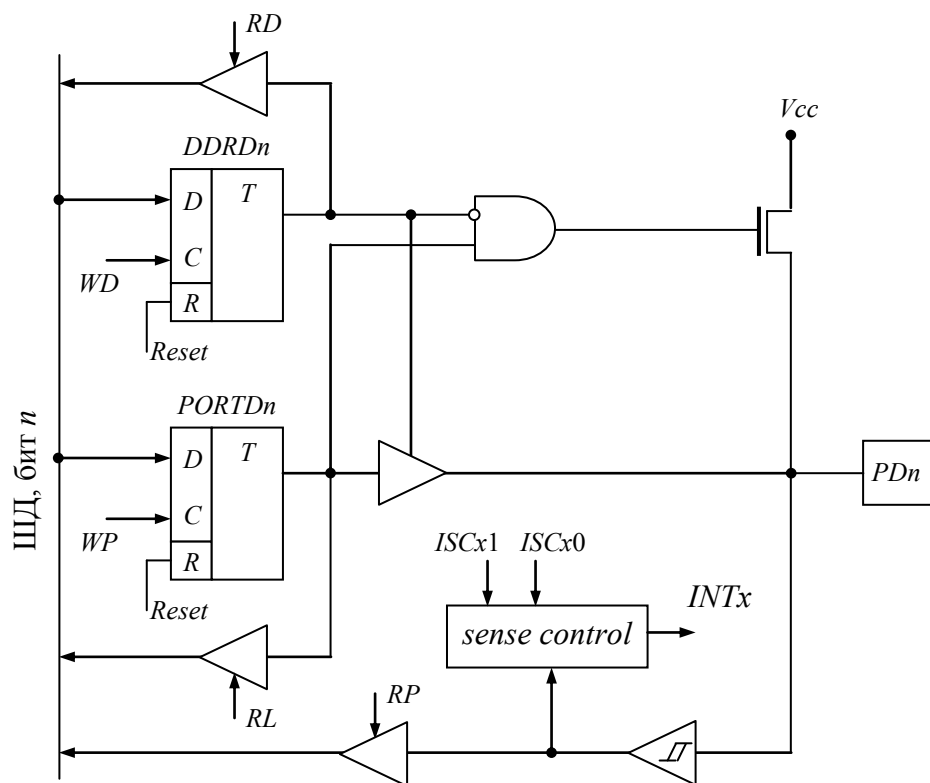 RD
Vcc
DDRDn
D
T
C
WD
R
Reset
PORTDn
D
T
C
WP
R
Reset
ШД, бит n
PDn
ISCx1
ISCx0
INTx
sense control
RL
RP